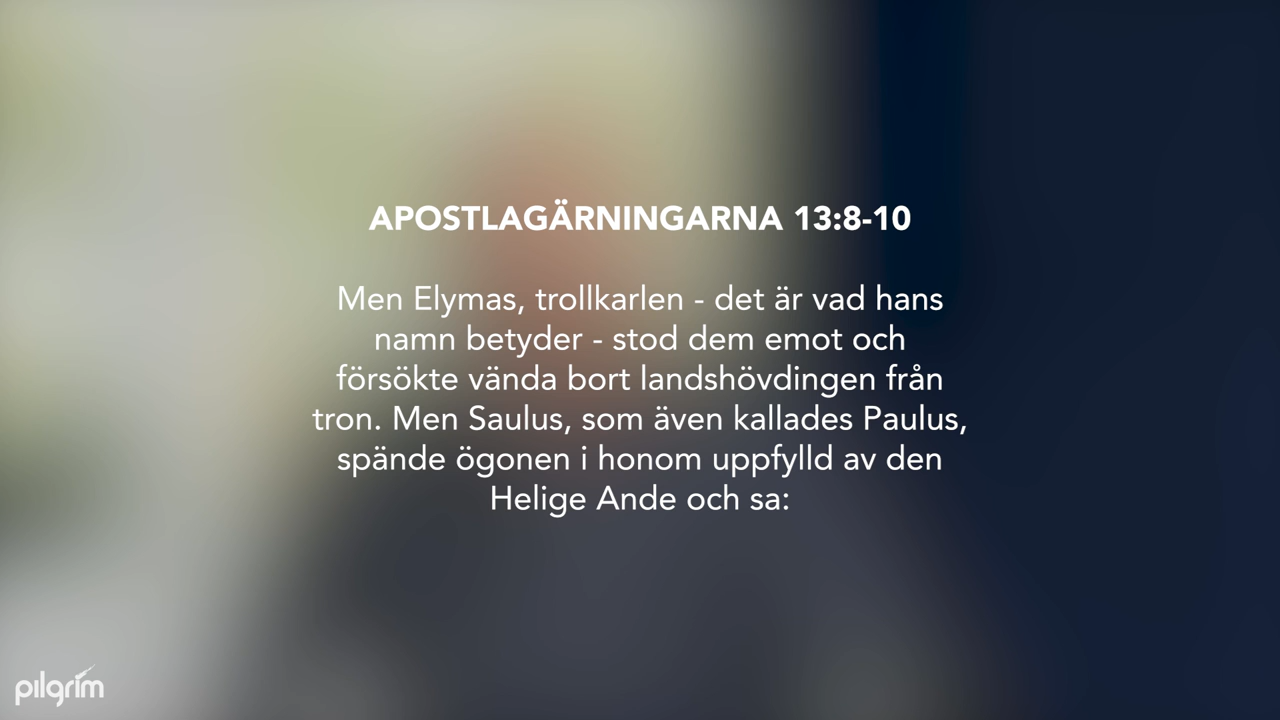 APOSTLAGÄRNINGARNA 13:8-10
Men Elymas, trollkarlen - det är vad hans
namn betyder - stod dem emot och
försökte vända bort landshövdingen från
tron. Men Saulus, som även kallades Paulus,
spände ögonen i honom uppfylld av den
Helige Ande och sa:
pilgrim